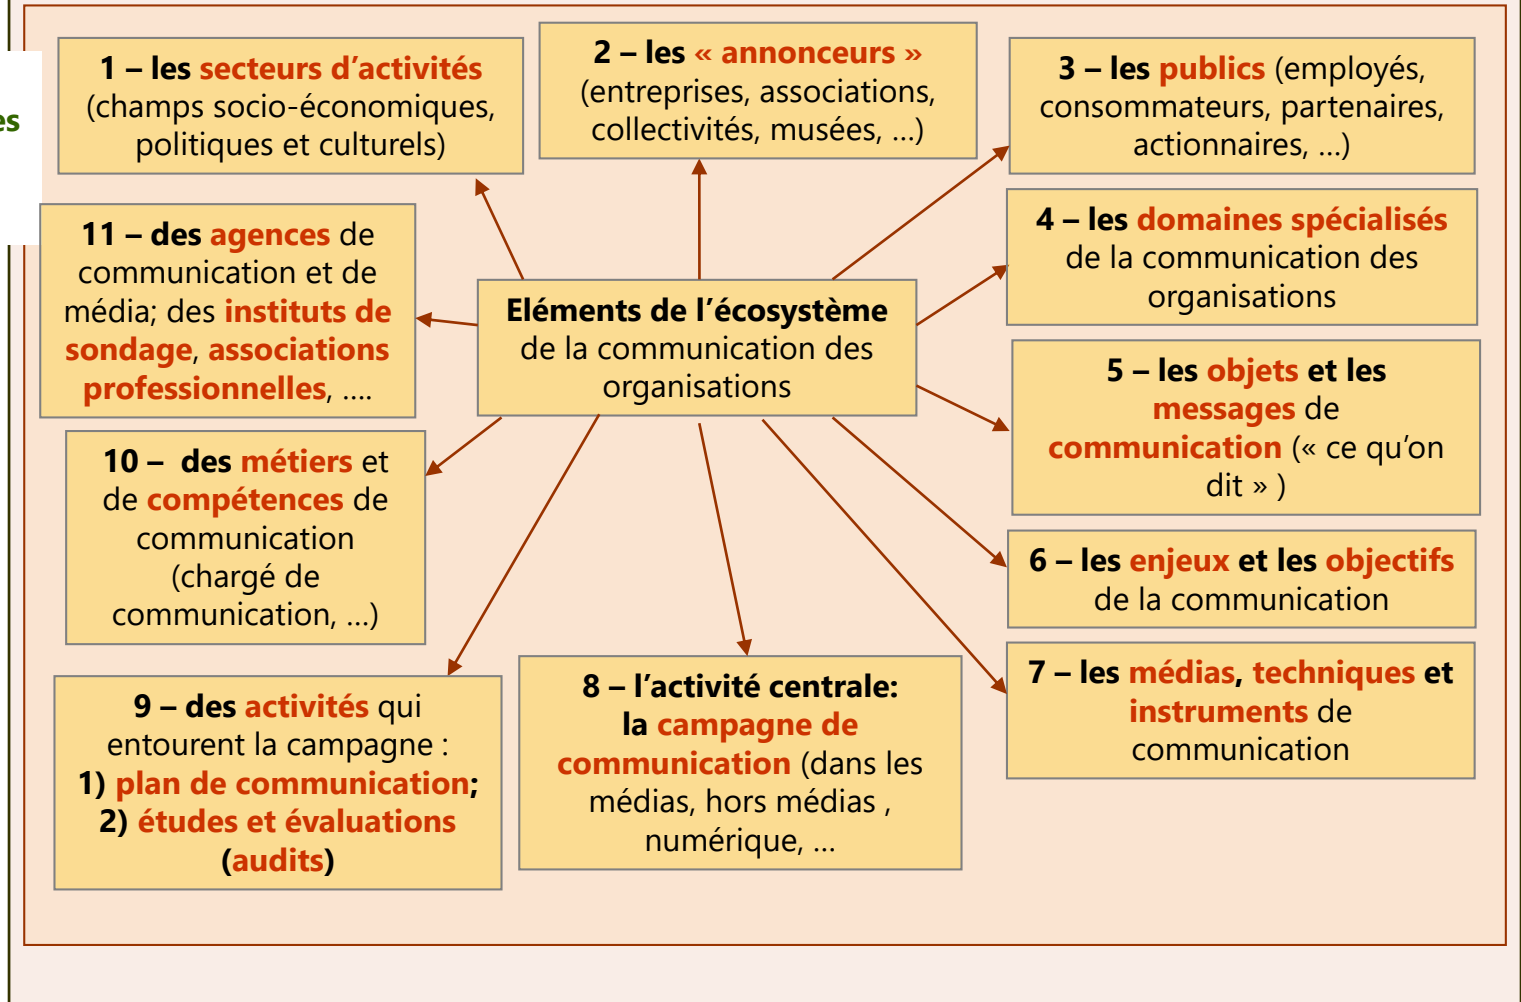 es
1 – les secteurs d’activités
(champs socio-économiques,
politiques et culturels)
2 – les « annonceurs »
(entreprises, associations,
collectivités, musées, ...)
3 – les publics (employés,
consommateurs, partenaires,
actionnaires, ...)
4 – les domaines spécialisés
de la communication des
organisations
11 – des agences de
communication et de
média; des instituts de
sondage, associations
professionnelles, ....
Eléments de l’écosystème
de la communication des
organisations
5 – les objets et les
messages de
communication (« ce qu’on
dit » )
10 – des métiers et
de compétences de
communication
(chargé de
communication, ...)
6 – les enjeux et les objectifs
de la communication
7 – les médias, techniques et
instruments de
communication
8 – l’activité centrale:
la campagne de
communication (dans les
médias, hors médias ,
numérique, ...
9 – des activités qui
entourent la campagne :
1) plan de communication;
2) études et évaluations
(audits)